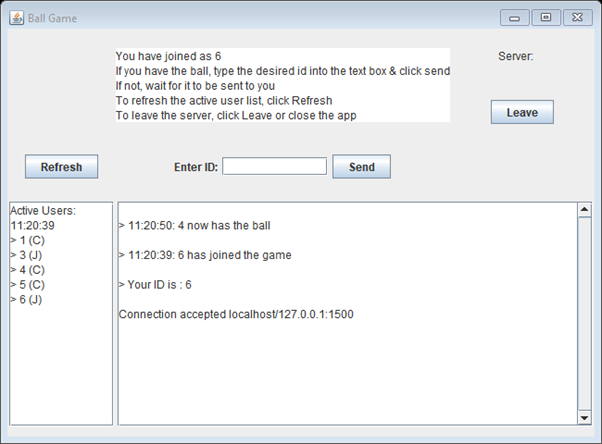 Ball Game
You have joined as 6
If you have the ball, type the desired id into the text box & click send
If not, wait for it to be sent to you
To refresh the active user list, click Refresh
To leave the server, click Leave or close the app
Server:
Leave
Refresh
Enter ID:
Send
Active Users:
11:20:39
> 1 (C)
> 3 (J)
> 4 (C)
> 5 (C)
> 6 (J)
> 11:20:50: 4 now has the ball
> 11:20:39: 6 has joined the game
> Your ID is : 6
Connection accepted localhost/127.0.0.1:1500